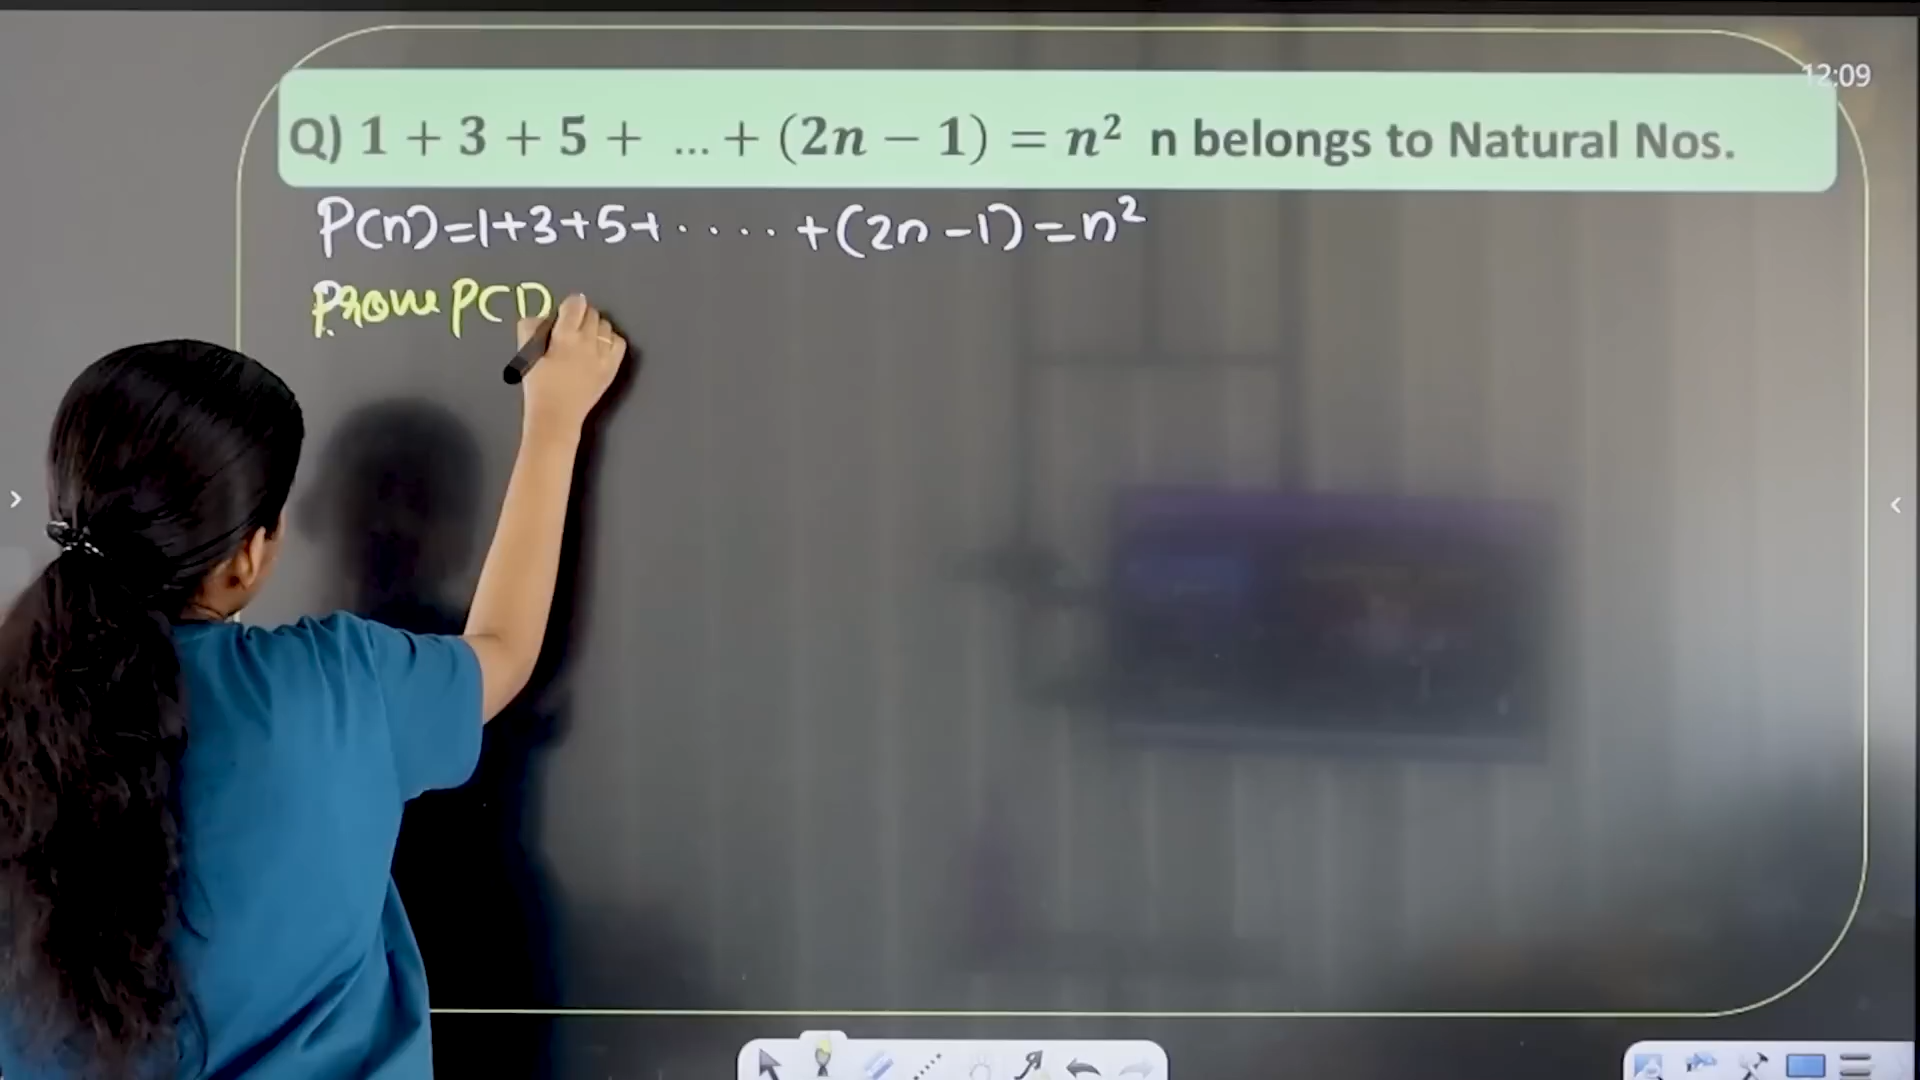 12:09
Q) 1 + 3 + 5 + ... + (2n − 1) = n² n belongs to Natural Nos.
P(n)=1+3+5+.....+(2n-1)=n²
Prove P(1)